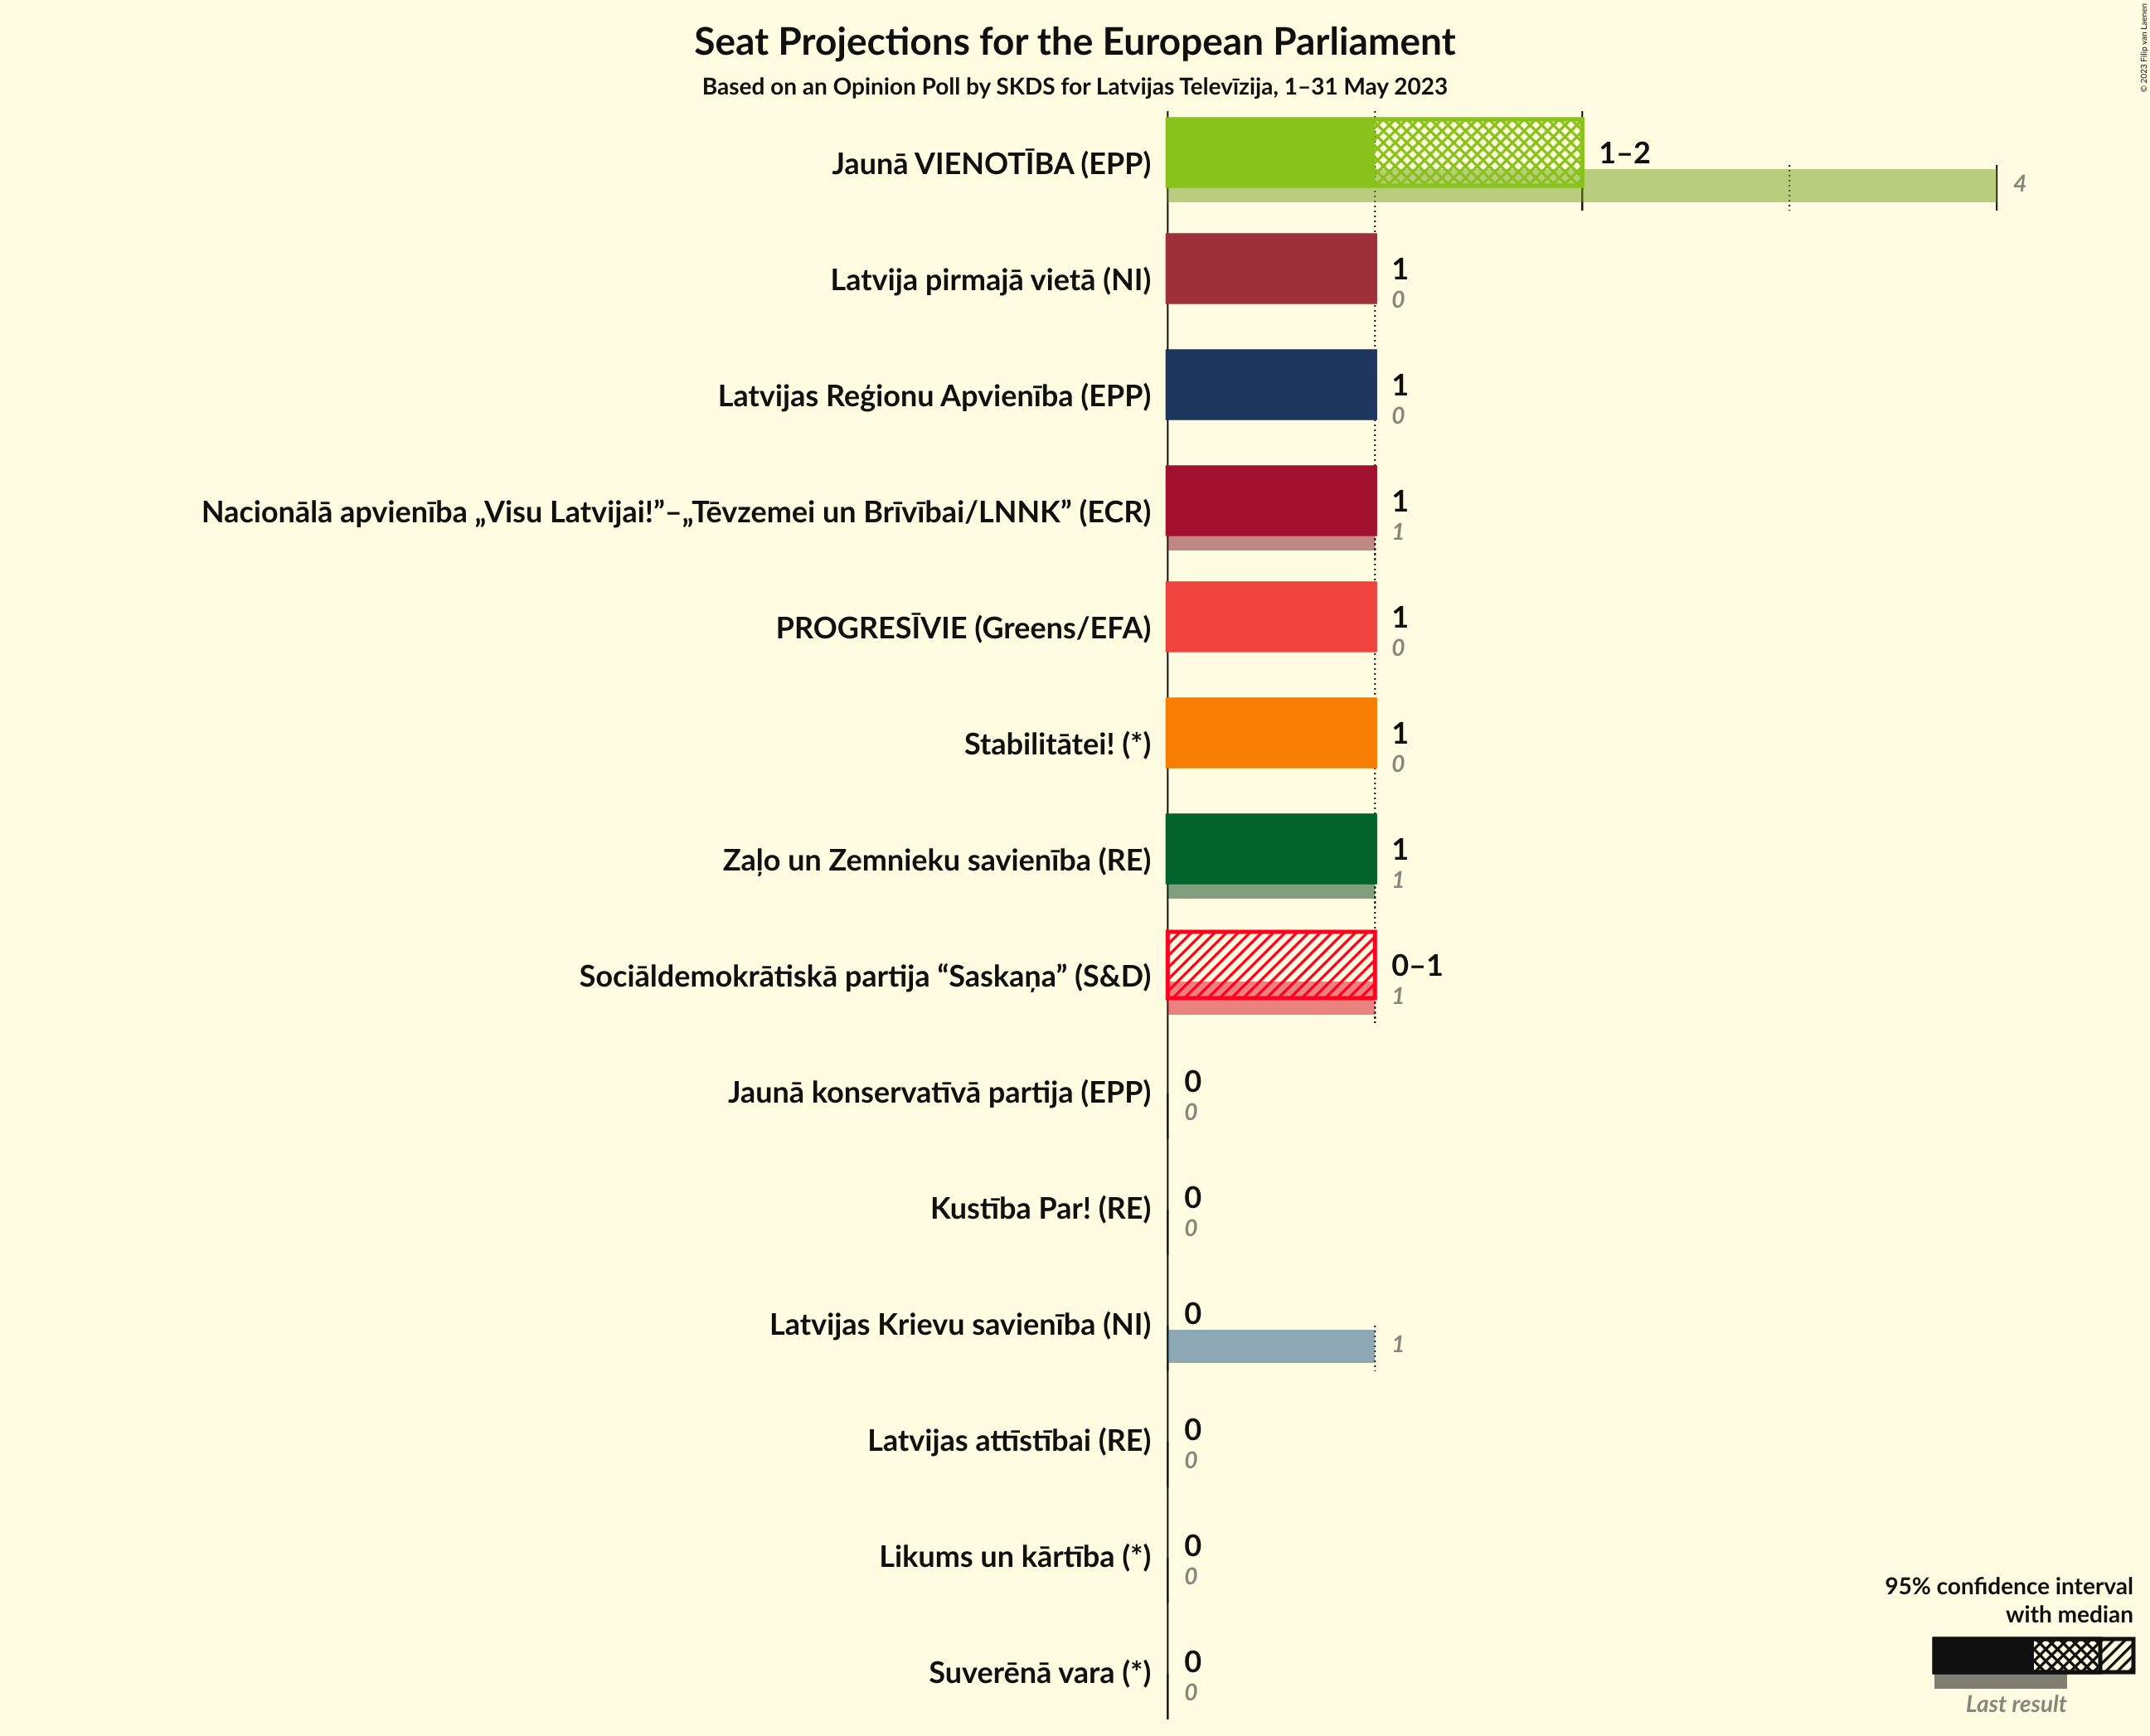 Seat Projections for the European Parliament
Based on an Opinion Poll by SKDS for Latvijas Televīzija, 1–31 May 2023
© 2023 Filip van Laenen
Jaunā VIENOTĪBA (EPP)
1–2
4
Latvija pirmajā vietā (NI)
1
0
Latvijas Reģionu Apvienība (EPP)
1
0
Nacionālā apvienība „Visu Latvijai!”–„Tēvzemei un Brīvībai/LNNK” (ECR)
1
1
PROGRESĪVIE (Greens/EFA)
1
0
Stabilitātei! (*)
1
0
Zaļo un Zemnieku savienība (RE)
1
1
Sociāldemokrātiskā partija “Saskaņa” (S&D)
0–1
1
Jaunā konservatīvā partija (EPP)
0
0
Kustība Par! (RE)
0
0
Latvijas Krievu savienība (NI)
0
1
Latvijas attīstībai (RE)
0
0
Likums un kārtība (*)
0
0
Suverēnā vara (*)
0
0
95% confidence interval
with median
Last result